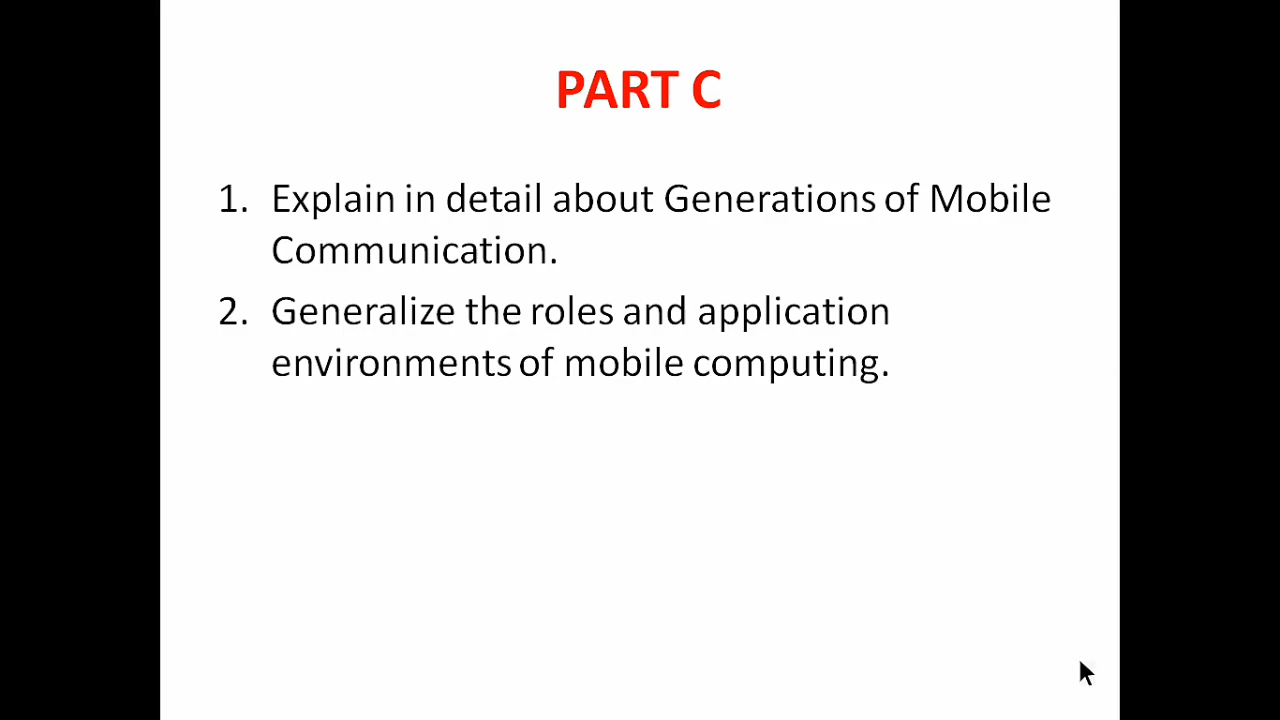 PART C
1. Explain in detail about Generations of Mobile
Communication.
2. Generalize the roles and application
environments of mobile computing.